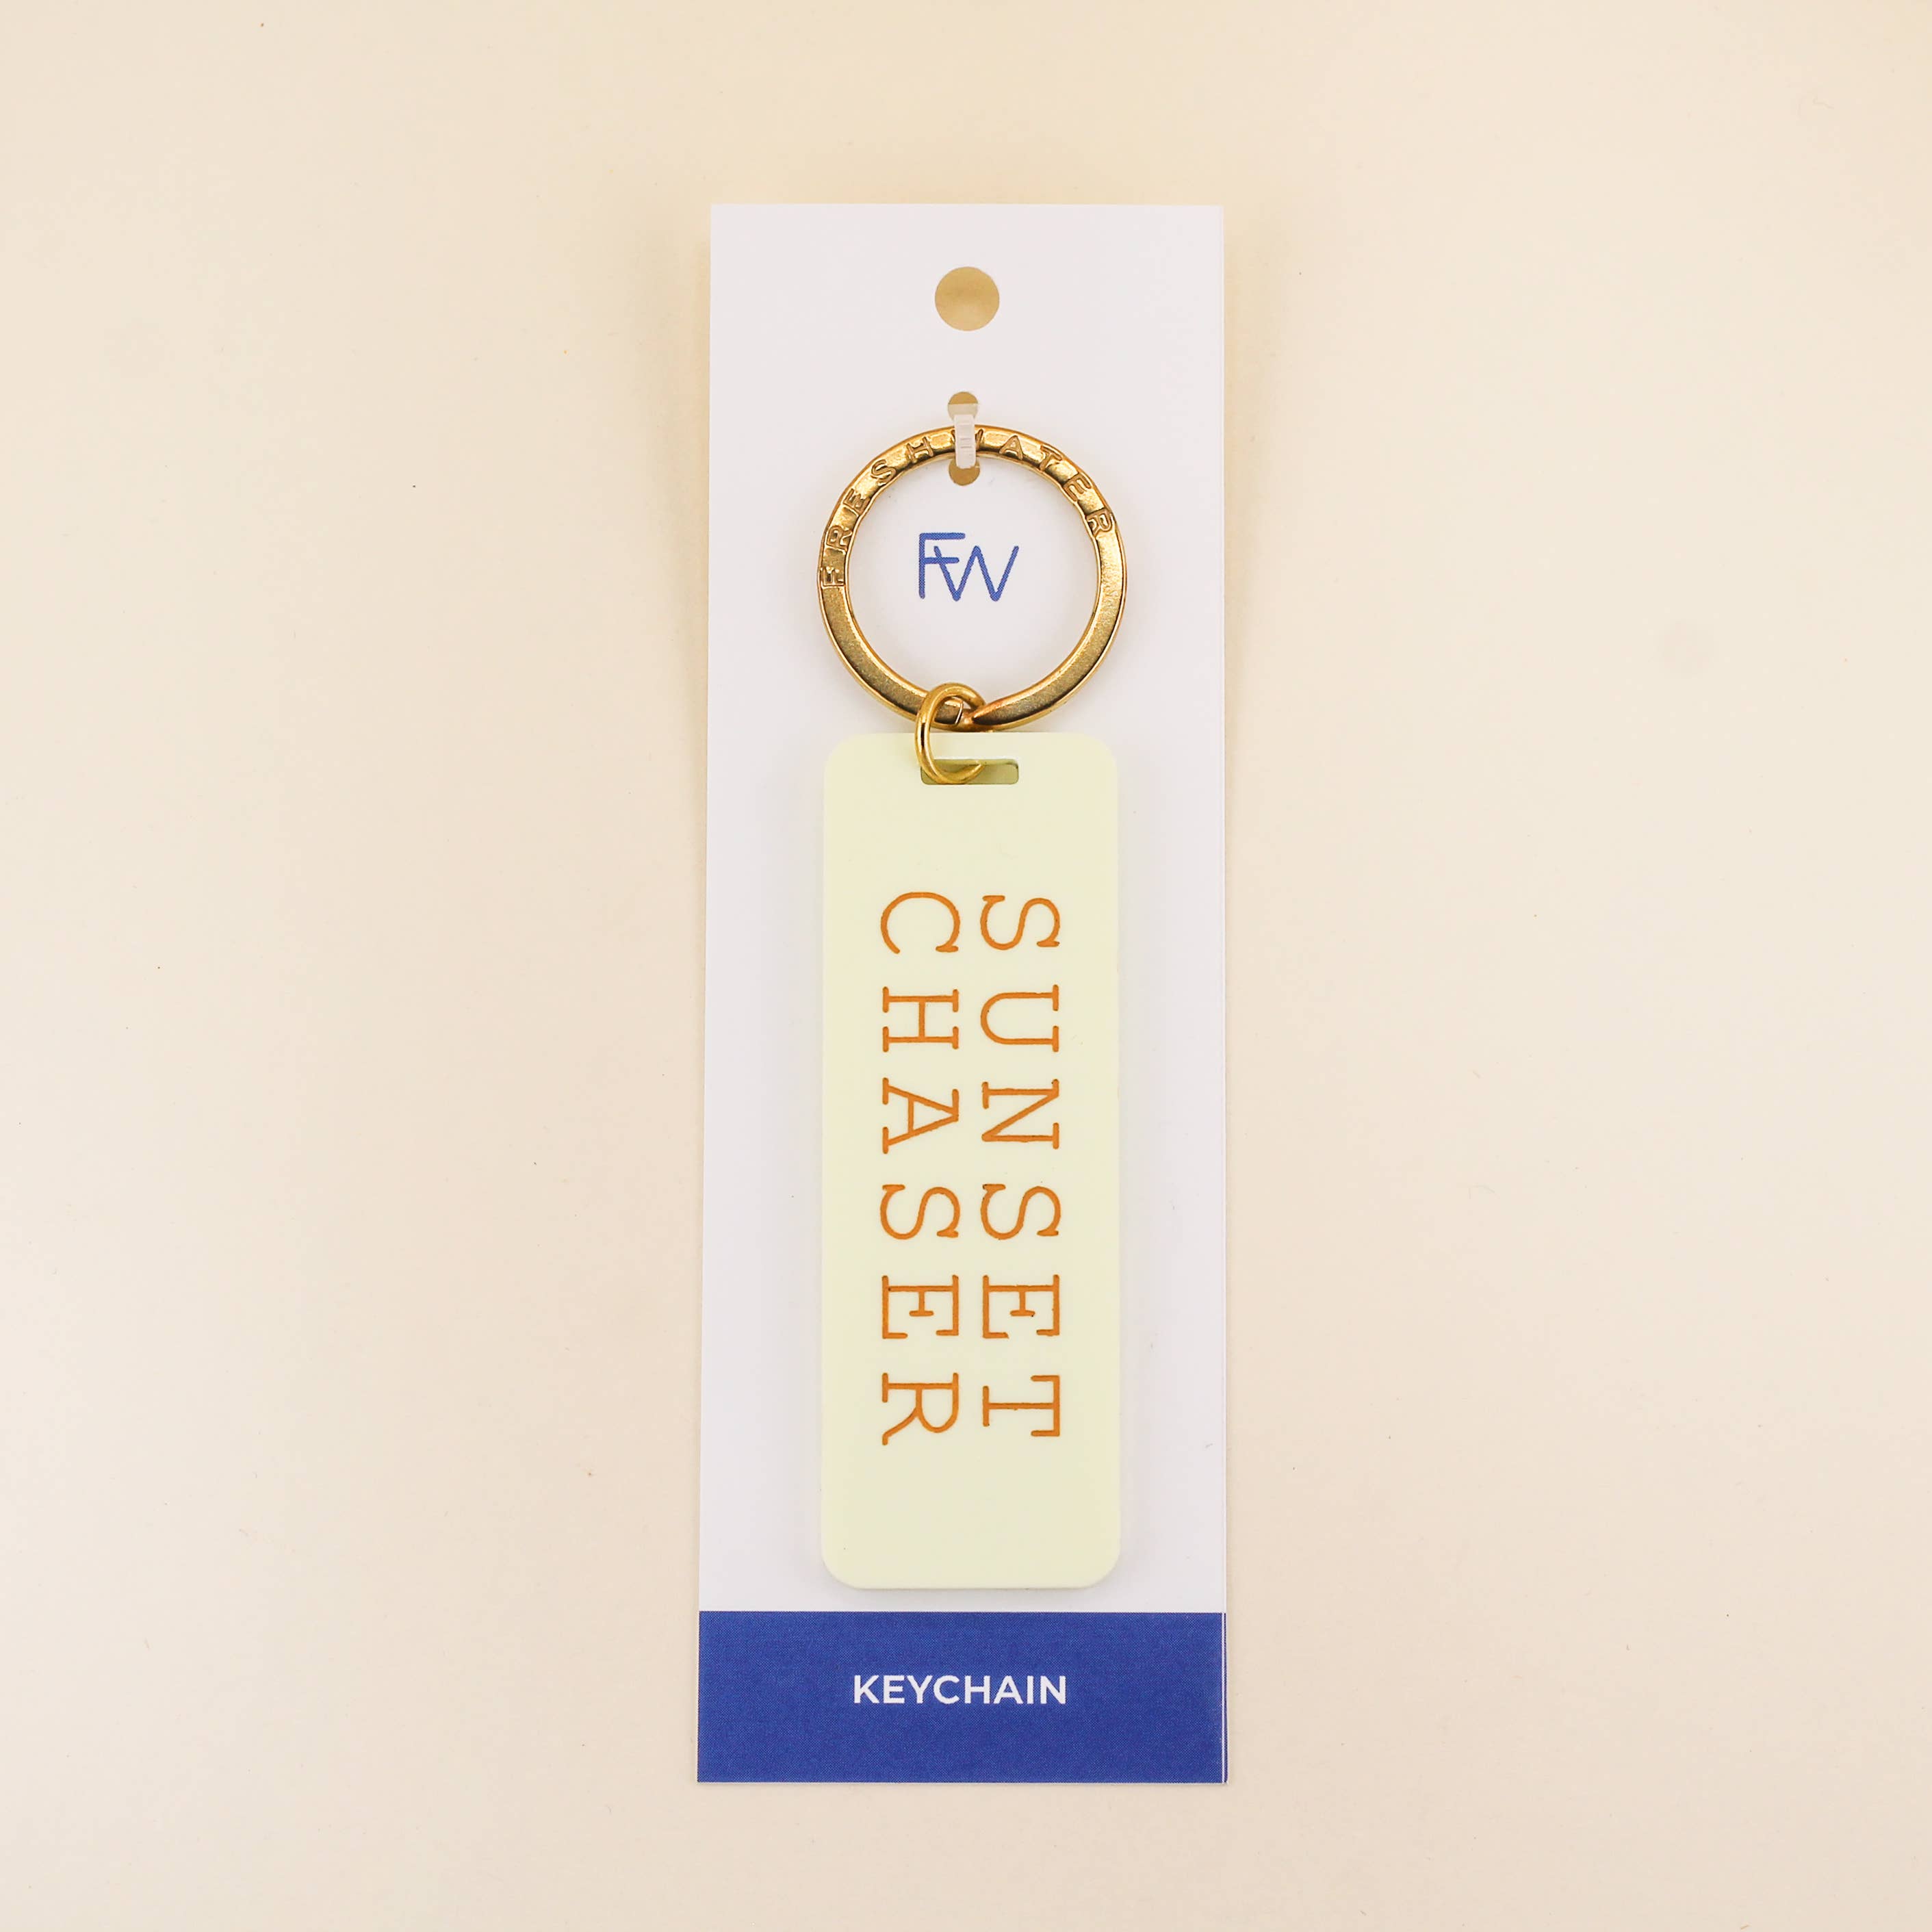 FRESHWATER
FW
SUNSET
CHASER
KEYCHAIN